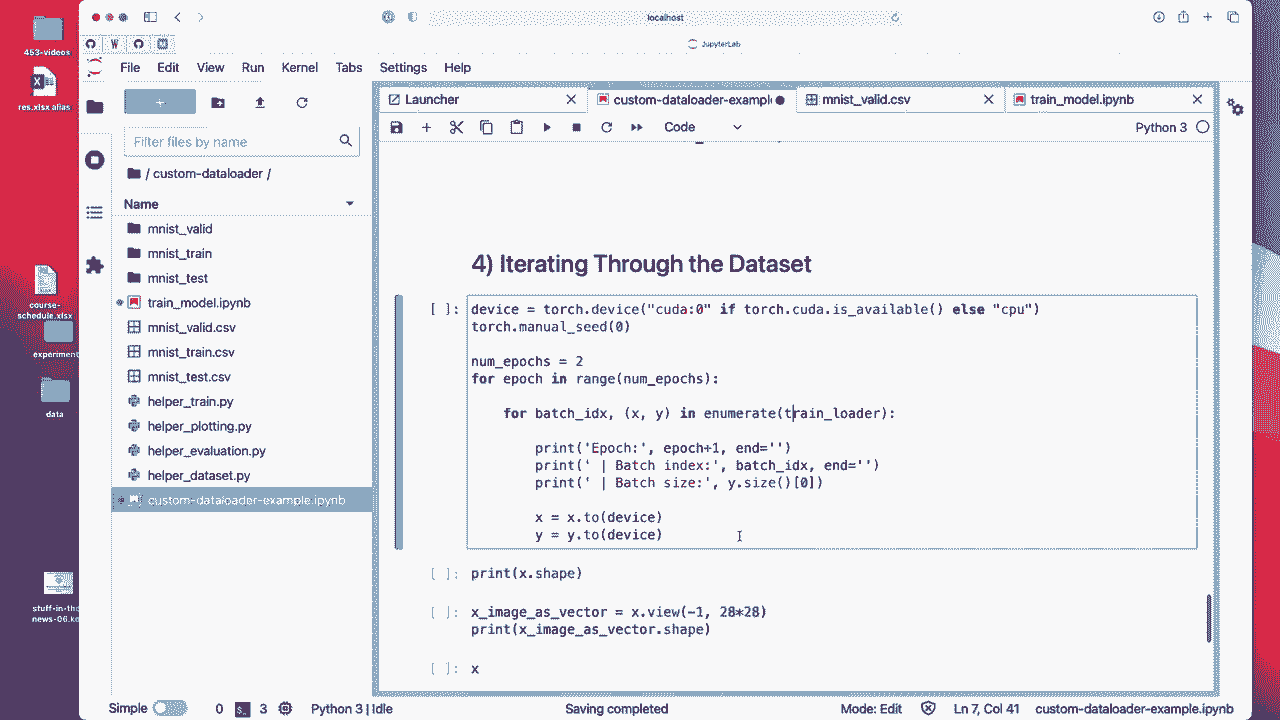 453-videos
res.xlsx alias
course-
schedule.xlsx
experiment
data
stuff-in-the
news-06.ke
localhost
JupyterLab
File Edit View Run Kernel Tabs Settings Help
Filter files by name
/ custom-dataloader /
Name
mnist_valid
mnist_train
mnist_test
train_model.ipynb
mnist_valid.csv
mnist_train.csv
mnist_test.csv
helper_train.py
helper_plotting.py
helper_evaluation.py
helper_dataset.py
custom-dataloader-example.ipynb
Launcher
custom-dataloader-example
mnist_valid.csv
train_model.ipynb
Code
Python 3
4) Iterating Through the Dataset
[ ]: device = torch.device("cuda:0" if torch.cuda.is_available() else "cpu")
torch.manual_seed(0)
num_epochs = 2
for epoch in range(num_epochs):
for batch_idx, (x, y) in enumerate(train_loader):
print('Epoch:', epoch+1, end='')
print(' | Batch index:', batch_idx, end='')
print(' | Batch size:', y.size()[0])
x = x.to(device)
y = y.to(device)
[ ]: print(x.shape)
[ ]: x_image_as_vector = x.view(-1, 28*28)
print(x_image_as_vector.shape)
[ ]: x
Simple 0 3 Python 3 | Idle Saving completed Mode: Edit Ln 7, Col 41 custom-dataloader-example.ipynb